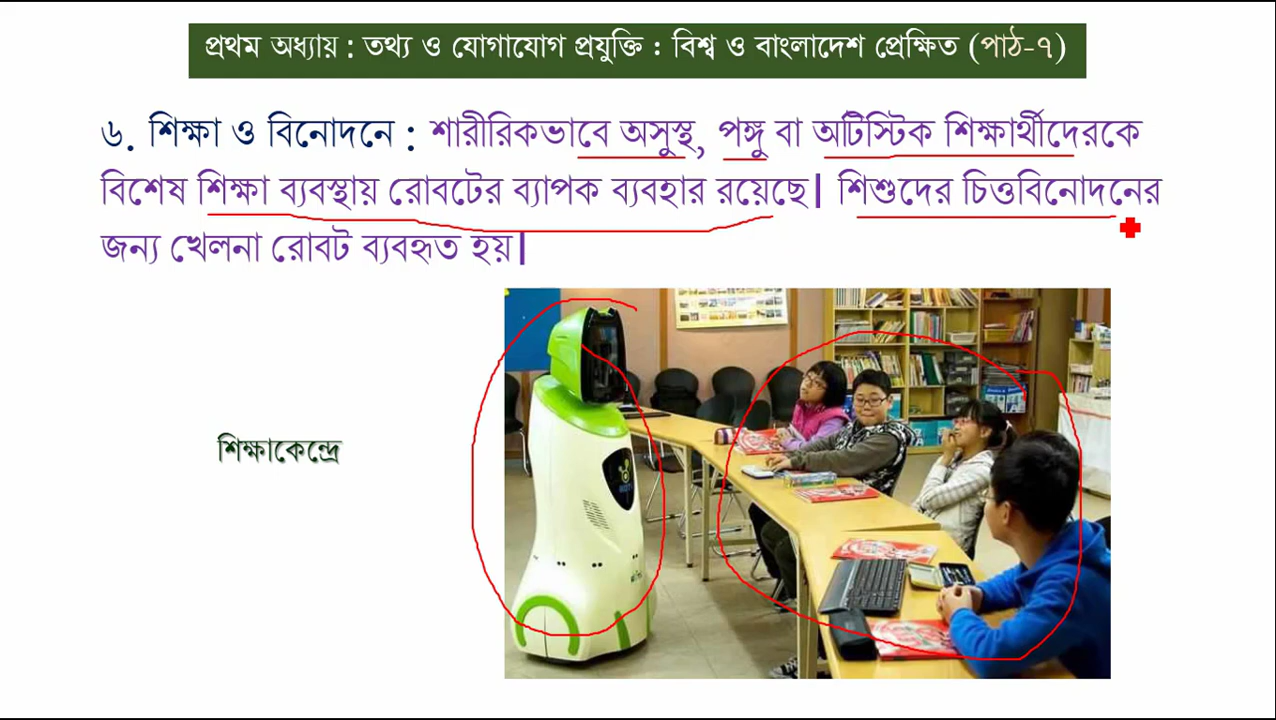 প্রথম অধ্যায় : তথ্য ও যোগাযোগ প্রযুক্তি : বিশ্ব ও বাংলাদেশ প্রেক্ষিত (পাঠ-৭)
৬. শিক্ষা ও বিনোদনে : শারীরিকভাবে অসুস্থ, পঙ্গু বা অটিস্টিক শিক্ষার্থীদেরকে
বিশেষ শিক্ষা ব্যবস্থায় রোবটের ব্যাপক ব্যবহার রয়েছে। শিশুদের চিত্তবিনোদনের
জন্য খেলনা রোবট ব্যবহৃত হয়।
শিক্ষাকেন্দ্রে